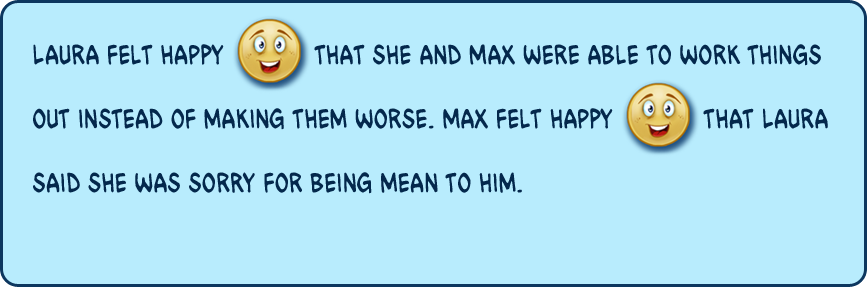 LAURA FELT HAPPY THAT SHE AND MAX WERE ABLE TO WORK THINGS
OUT INSTEAD OF MAKING THEM WORSE. MAX FELT HAPPY THAT LAURA
SAID SHE WAS SORRY FOR BEING MEAN TO HIM.